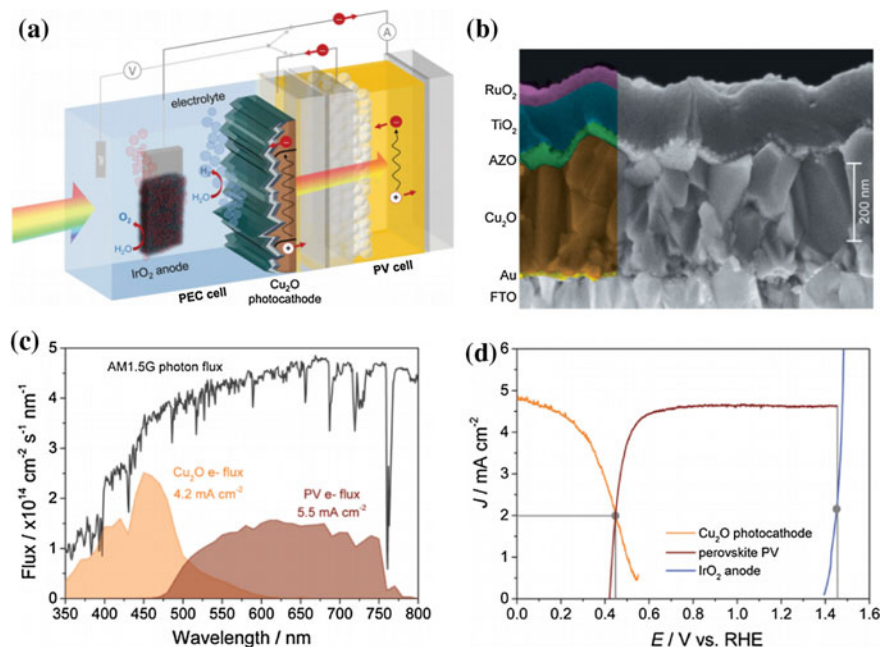 (a)
A
V
electrolyte
H₂
H₂O
O₂
H₂O
IrO₂ anode
PEC cell
Cu₂O
photocathode
PV cell
(b)
RuO₂
TiO₂
AZO
Cu₂O
Au
FTO
200 nm
(c)
Flux / x10¹⁴ cm⁻² s⁻¹ nm⁻¹
5
4
3
2
1
0
AM1.5G photon flux
Cu₂O e- flux
4.2 mA cm⁻²
PV e- flux
5.5 mA cm⁻²
350 400 450 500 550 600 650 700 750 800
Wavelength / nm
(d)
J / mA cm⁻²
6
5
4
3
2
1
0
Cu₂O photocathode
perovskite PV
IrO₂ anode
0.0 0.2 0.4 0.6 0.8 1.0 1.2 1.4 1.6
E / V vs. RHE